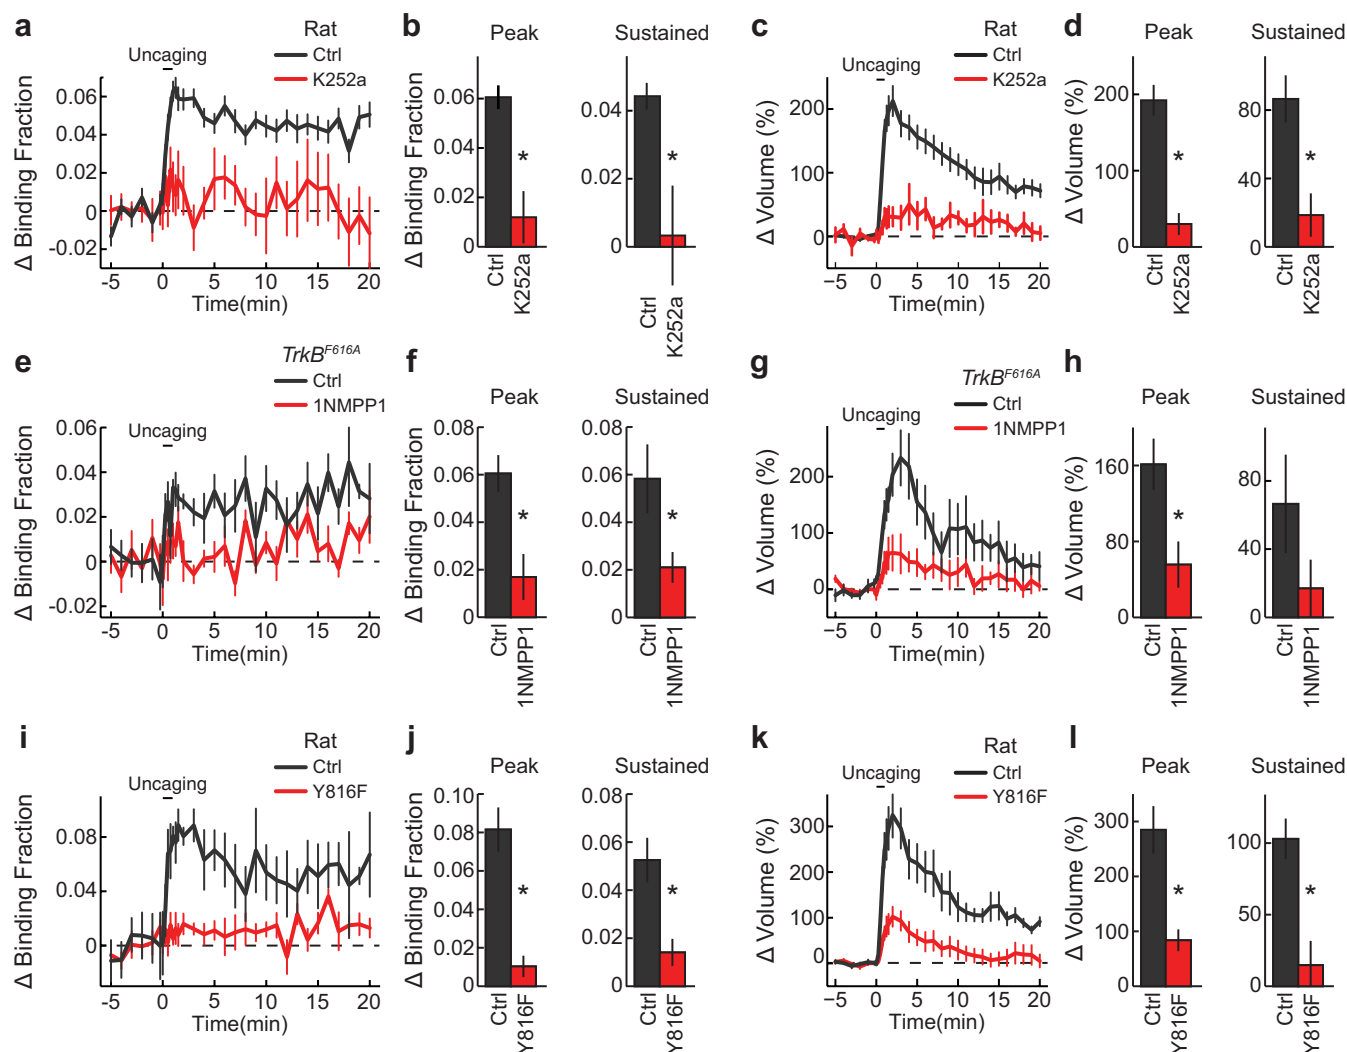 a
Rat
Ctrl
K252a
Uncaging
Δ Binding Fraction
0.06
0.04
0.02
0
-0.02
-5
0
5
10
15
20
Time(min)
b
Peak
Sustained
Δ Binding Fraction
0.06
0.04
0.02
0
Ctrl
K252a
0.04
0.02
0
Ctrl
K252a
c
Rat
Ctrl
K252a
Uncaging
Δ Volume (%)
200
100
0
-5
0
5
10
15
20
Time(min)
d
Peak
Sustained
Δ Volume (%)
200
100
0
Ctrl
K252a
80
40
0
Ctrl
K252a
e
TrkB^F616A
Ctrl
1NMPP1
Uncaging
Δ Binding Fraction
0.06
0.04
0.02
0
-0.02
-5
0
5
10
15
20
Time(min)
f
Peak
Sustained
Δ Binding Fraction
0.08
0.06
0.04
0.02
0
Ctrl
1NMPP1
0.08
0.06
0.04
0.02
0
Ctrl
1NMPP1
g
TrkB^F616A
Ctrl
1NMPP1
Uncaging
Δ Volume (%)
200
100
0
−5
0
5
10
15
20
Time(min)
h
Peak
Sustained
Δ Volume (%)
160
80
0
Ctrl
1NMPP1
80
40
0
Ctrl
1NMPP1
i
Rat
Ctrl
Y816F
Uncaging
Δ Binding Fraction
0.08
0.04
0
-5
0
5
10
15
20
Time(min)
j
Peak
Sustained
Δ Binding Fraction
0.10
0.08
0.06
0.04
0.02
0
Ctrl
Y816F
0.08
0.06
0.04
0.02
0
Ctrl
Y816F
k
Rat
Ctrl
Y816F
Uncaging
Δ Volume (%)
300
200
100
0
−5
0
5
10
15
20
Time(min)
l
Peak
Sustained
Δ Volume (%)
300
200
100
0
Ctrl
Y816F
100
50
0
Ctrl
Y816F